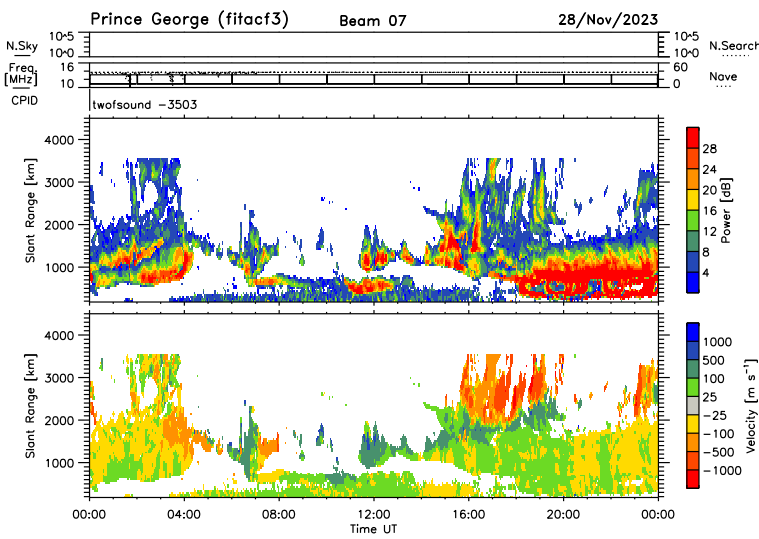 Prince George (fitacf3) Beam 07 28/Nov/2023
N.Sky 10^5 10^5 N.Search
10^0 10^0
Freq. 16 60 Nave
[MHz] 10 0
CPID twofsound -3503
Slant Range [km]
4000
3000
2000
1000
28
24
20
16
12
8
4
Power [dB]
Slant Range [km]
4000
3000
2000
1000
1000
500
100
25
-25
-100
-500
-1000
Velocity [m s⁻¹]
00:00 04:00 08:00 12:00 16:00 20:00 00:00
Time UT